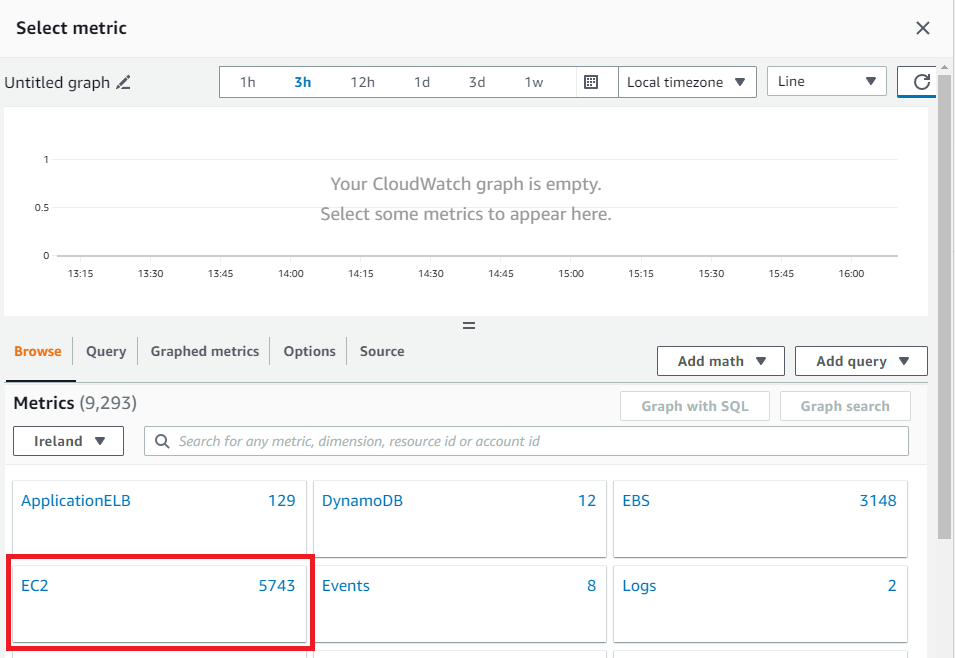 Select metric
Untitled graph 1h 3h 12h 1d 3d 1w Local timezone Line
1
Your CloudWatch graph is empty.
0.5
Select some metrics to appear here.
0
13:15 13:30 13:45 14:00 14:15 14:30 14:45 15:00 15:15 15:30 15:45 16:00
Browse Query Graphed metrics Options Source
Add math Add query
Metrics (9,293) Graph with SQL Graph search
Ireland Search for any metric, dimension, resource id or account id
ApplicationELB 129 DynamoDB 12 EBS 3148
EC2 5743 Events 8 Logs 2